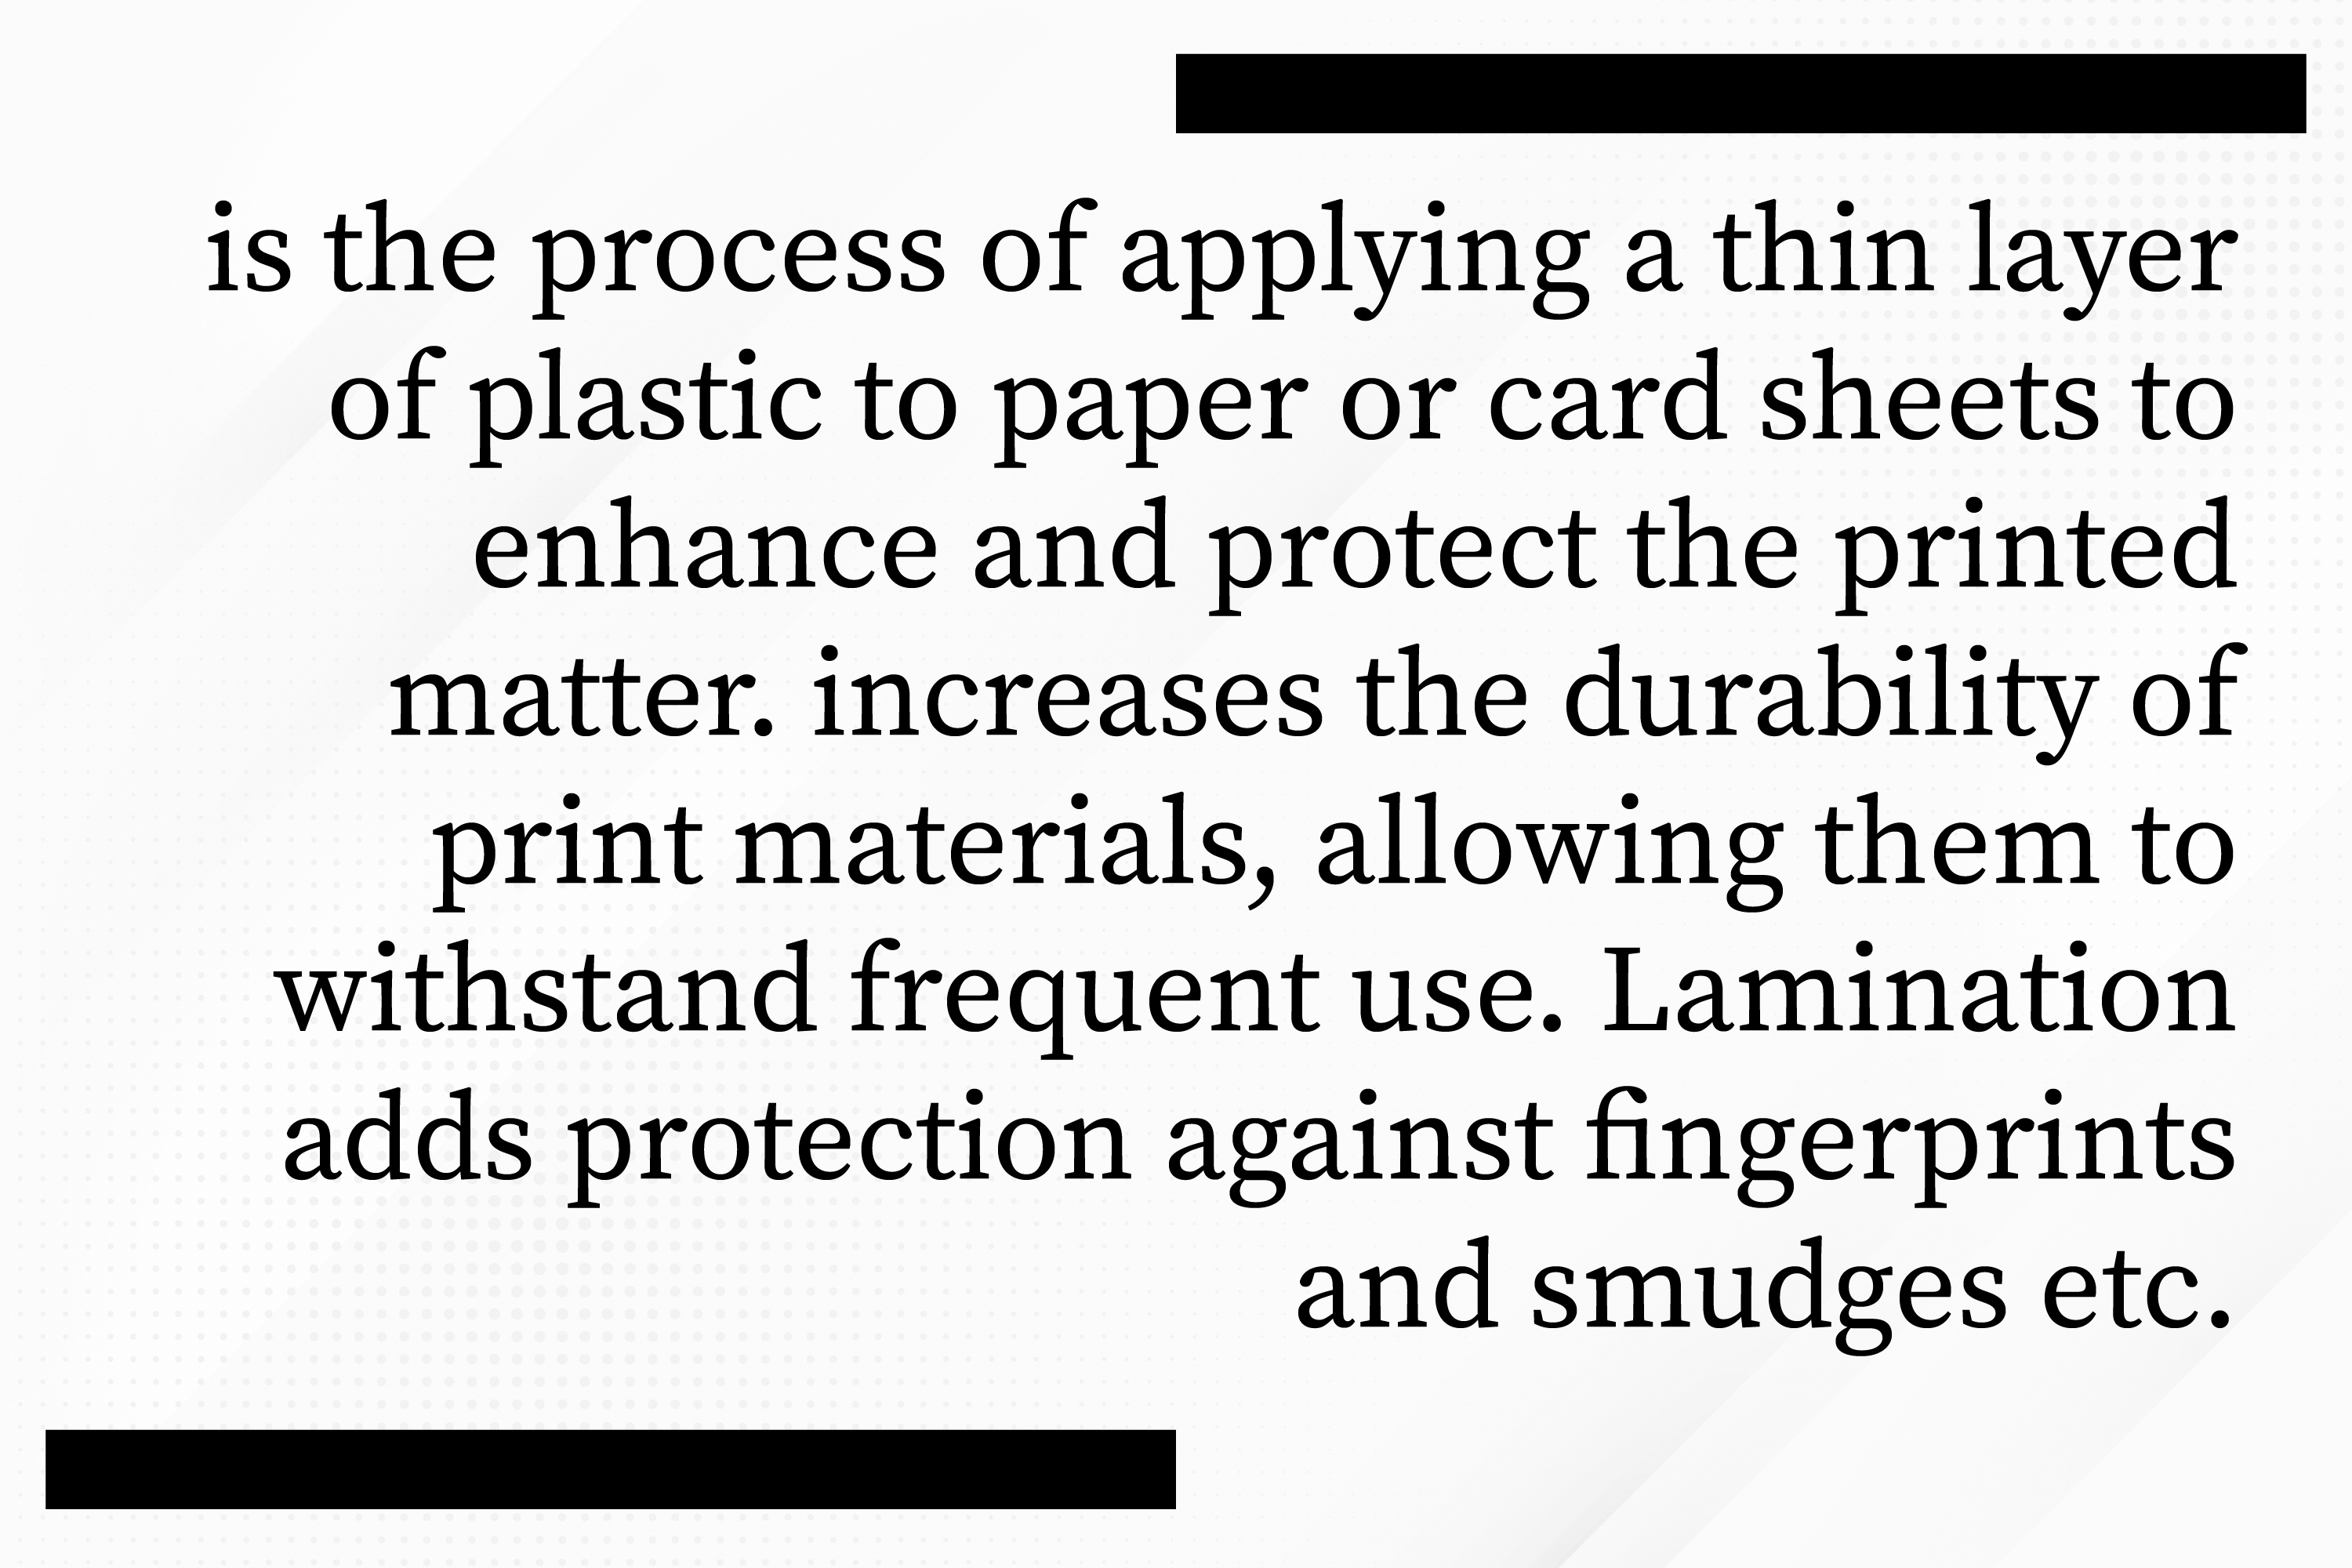 is the process of applying a thin layer
of plastic to paper or card sheets to
enhance and protect the printed
matter. increases the durability of
print materials, allowing them to
withstand frequent use. Lamination
adds protection against fingerprints
and smudges etc.